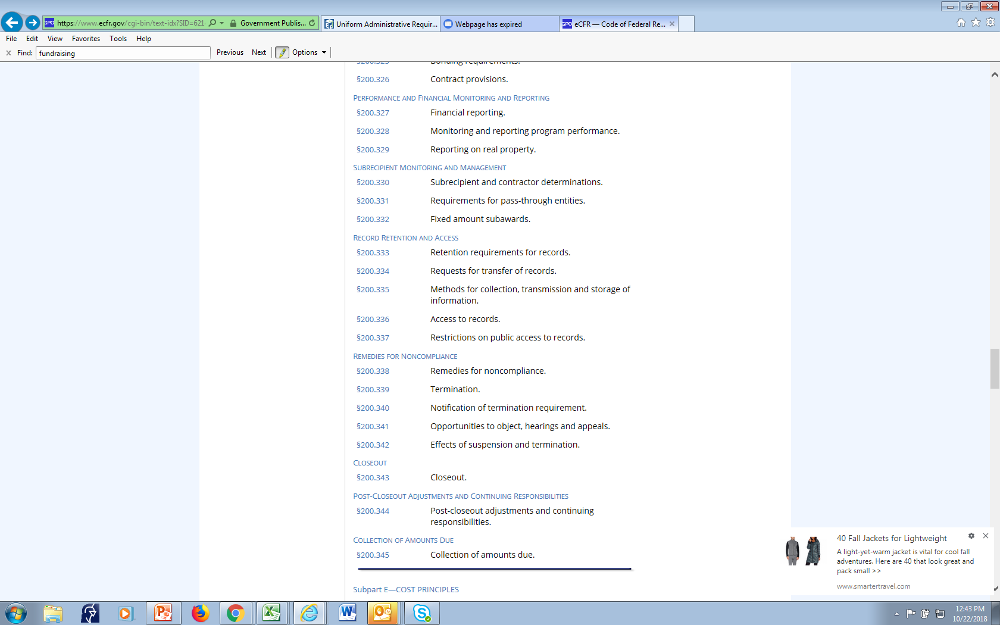 https://www.ecfr.gov/cgi-bin/text-idx?SID=621
Government Publis...
Uniform Administrative Requir...
Webpage has expired
GPO eCFR — Code of Federal Re...
File Edit View Favorites Tools Help
x Find: fundraising Previous Next Options
§200.325 Bonding requirements.
§200.326 Contract provisions.
PERFORMANCE AND FINANCIAL MONITORING AND REPORTING
§200.327 Financial reporting.
§200.328 Monitoring and reporting program performance.
§200.329 Reporting on real property.
SUBRECIPIENT MONITORING AND MANAGEMENT
§200.330 Subrecipient and contractor determinations.
§200.331 Requirements for pass-through entities.
§200.332 Fixed amount subawards.
RECORD RETENTION AND ACCESS
§200.333 Retention requirements for records.
§200.334 Requests for transfer of records.
§200.335 Methods for collection, transmission and storage of
information.
§200.336 Access to records.
§200.337 Restrictions on public access to records.
REMEDIES FOR NONCOMPLIANCE
§200.338 Remedies for noncompliance.
§200.339 Termination.
§200.340 Notification of termination requirement.
§200.341 Opportunities to object, hearings and appeals.
§200.342 Effects of suspension and termination.
CLOSEOUT
§200.343 Closeout.
POST-CLOSEOUT ADJUSTMENTS AND CONTINUING RESPONSIBILITIES
§200.344 Post-closeout adjustments and continuing
responsibilities.
COLLECTION OF AMOUNTS DUE
§200.345 Collection of amounts due.
Subpart E—COST PRINCIPLES
40 Fall Jackets for Lightweight
A light-yet-warm jacket is vital for cool fall
adventures. Here are 40 that look great and
pack small >>
www.smartertravel.com
12:43 PM
10/22/2018